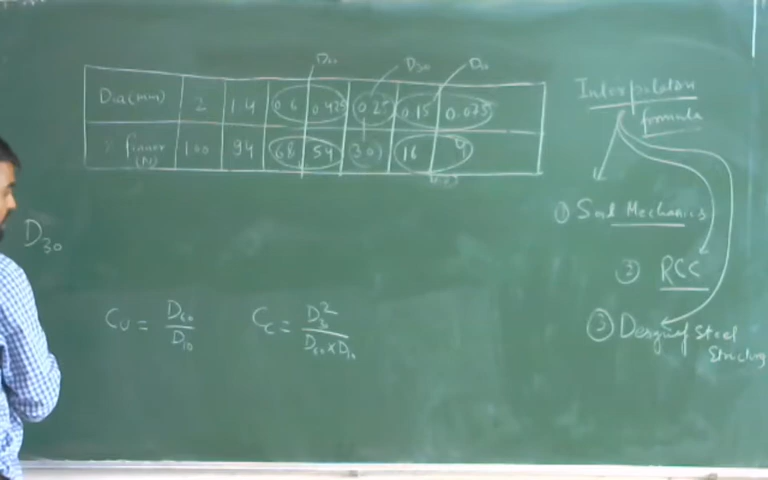 D60 D30 D10
Dia(mm) 2 1.4 0.6 0.425 0.25 0.15 0.075
% finer (N) 100 94 68 54 30 16 9
D30
Cu = D60 / D10
Cc = D30² / D60 × D10
Interpolation
formula
① Soil Mechanics
② RCC
③ Design of Steel